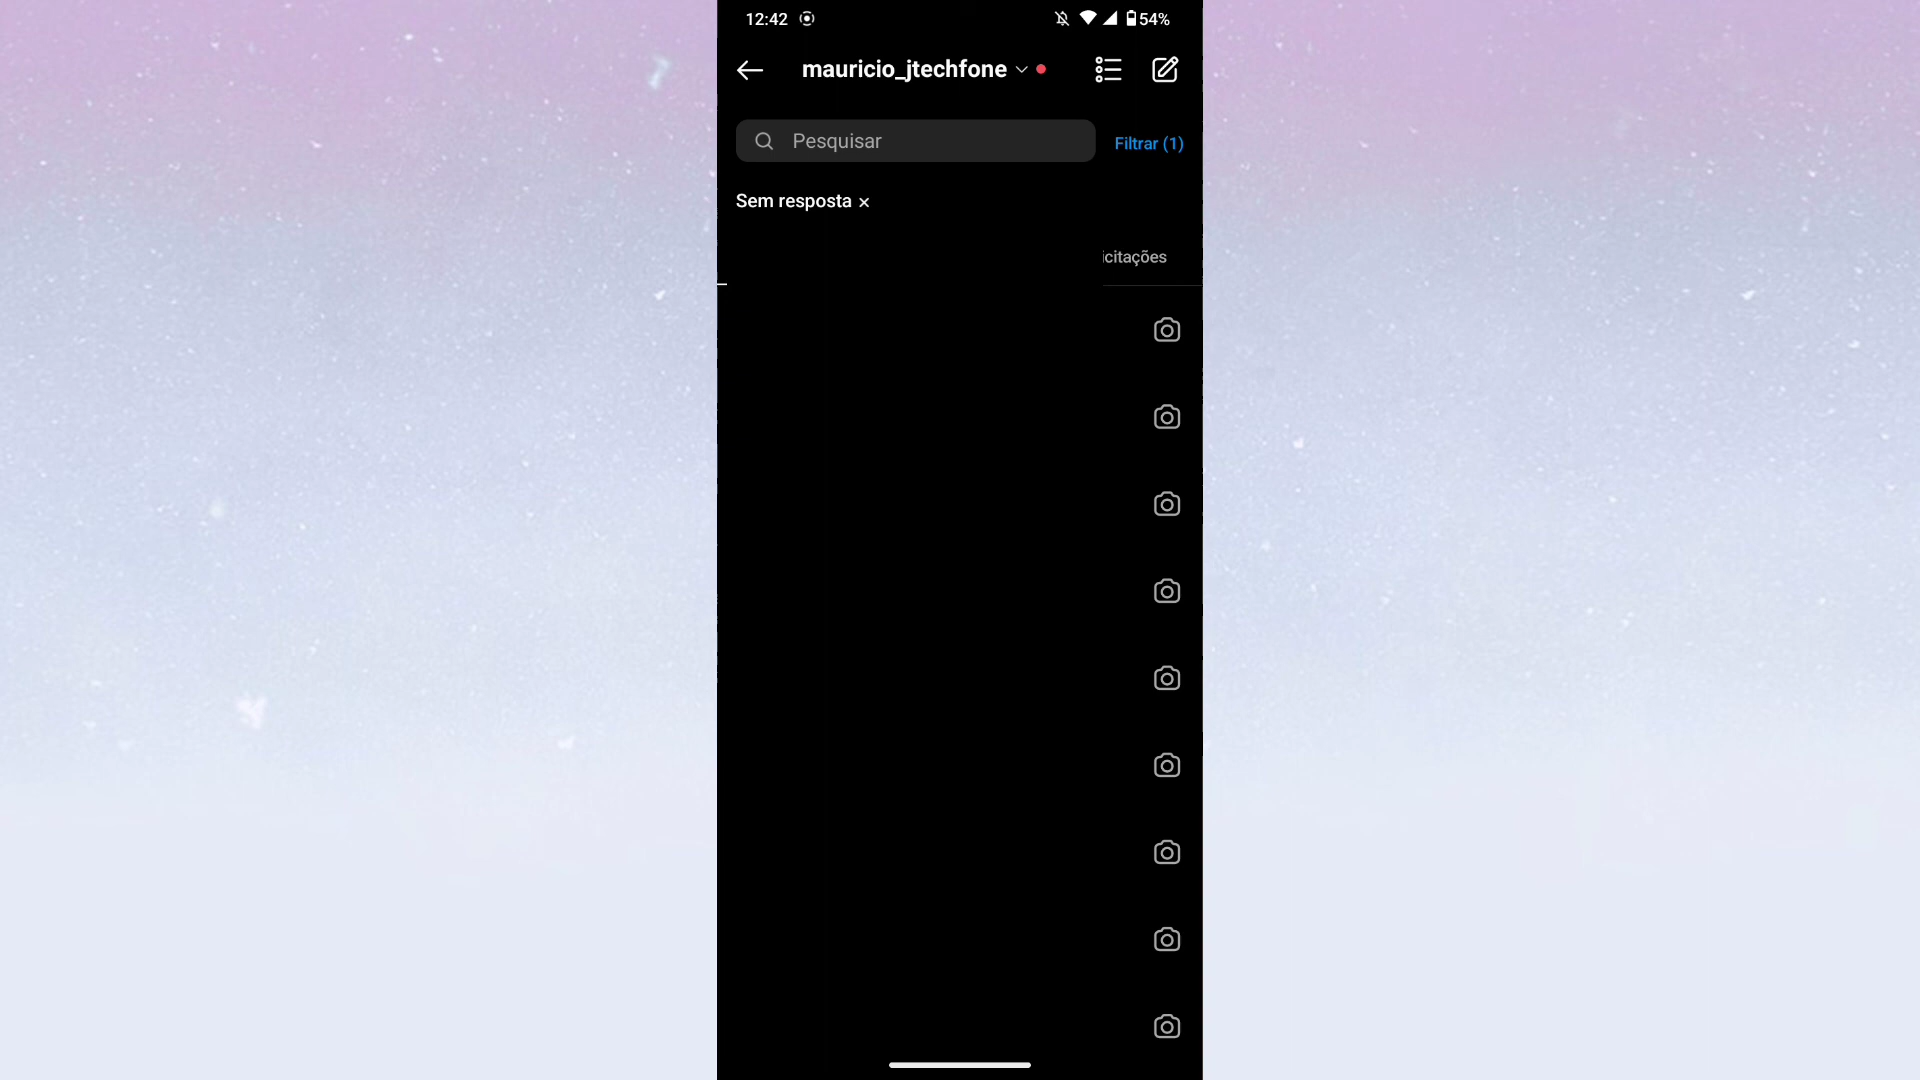 12:42 54%
mauricio_jtechfone
Pesquisar Filtrar (1)
Sem resposta ×
icitações